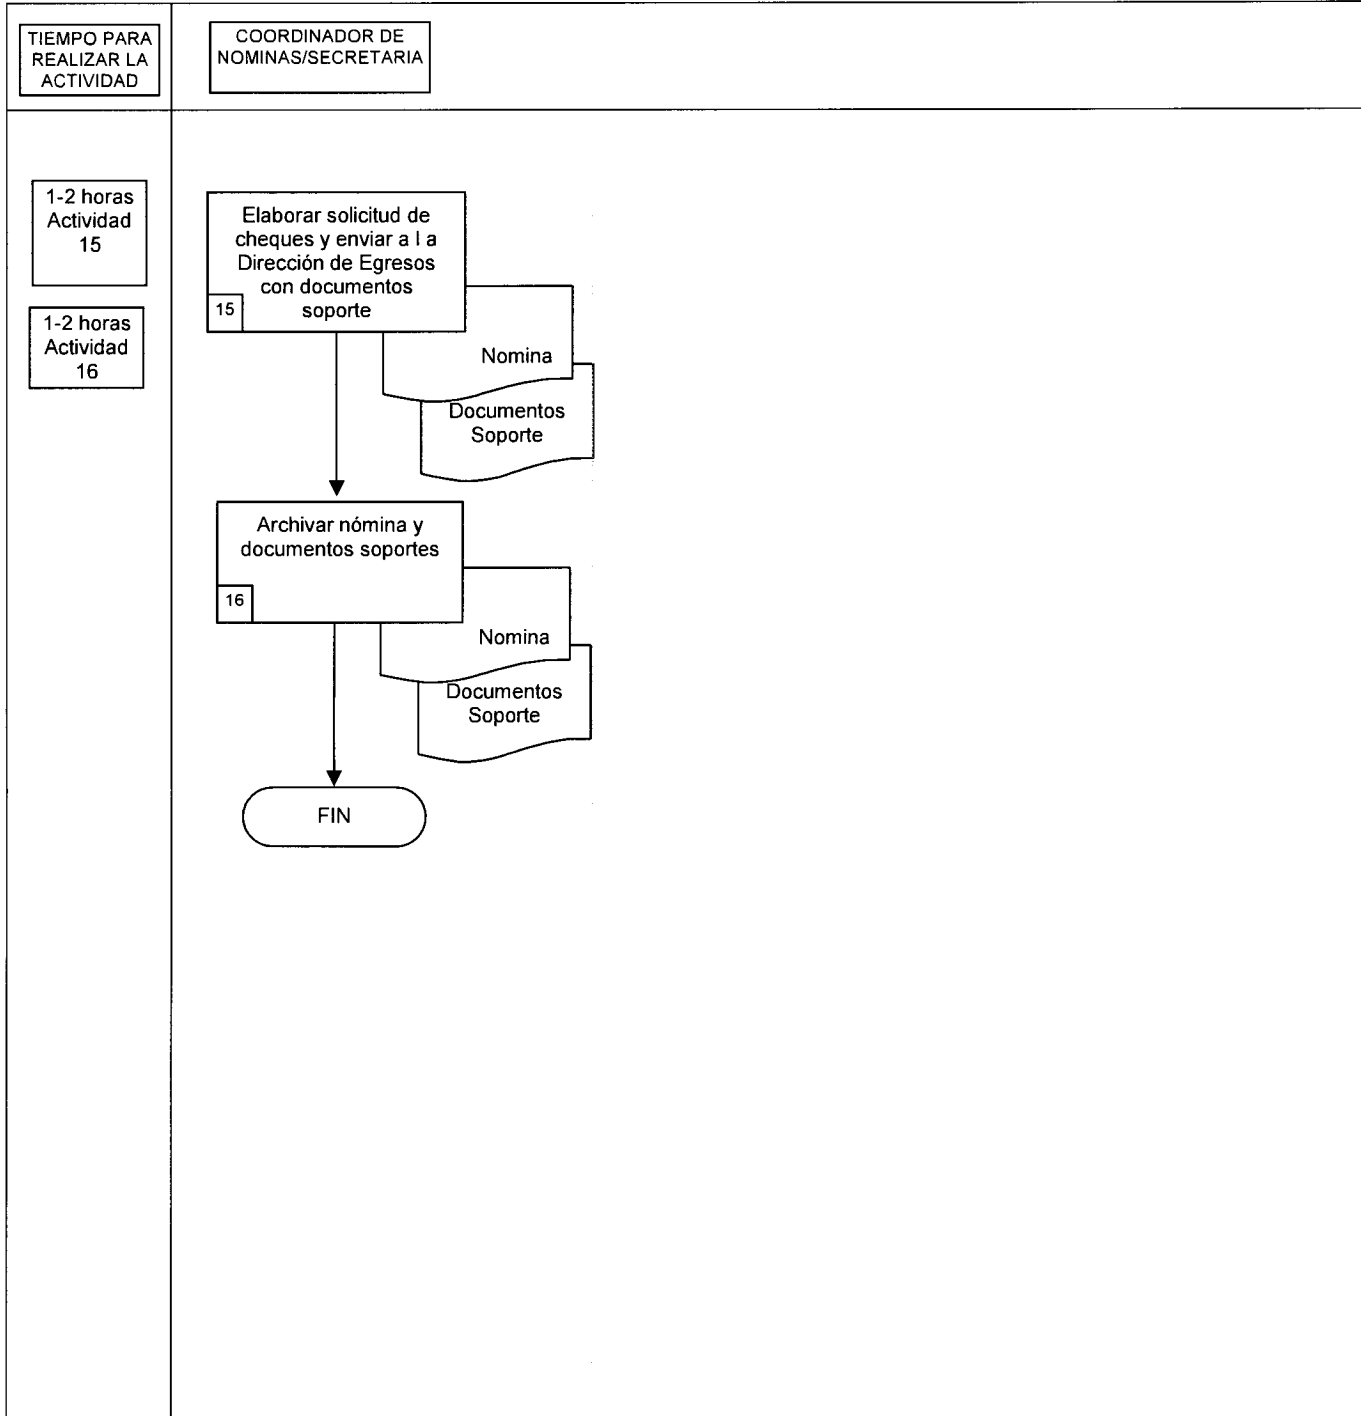 TIEMPO PARA
REALIZAR LA
ACTIVIDAD
COORDINADOR DE
NOMINAS/SECRETARIA
1-2 horas
Actividad
15
1-2 horas
Actividad
16
Elaborar solicitud de
cheques y enviar a l a
Dirección de Egresos
con documentos
soporte
15
Nomina
Documentos
Soporte
Archivar nómina y
documentos soportes
16
Nomina
Documentos
Soporte
FIN